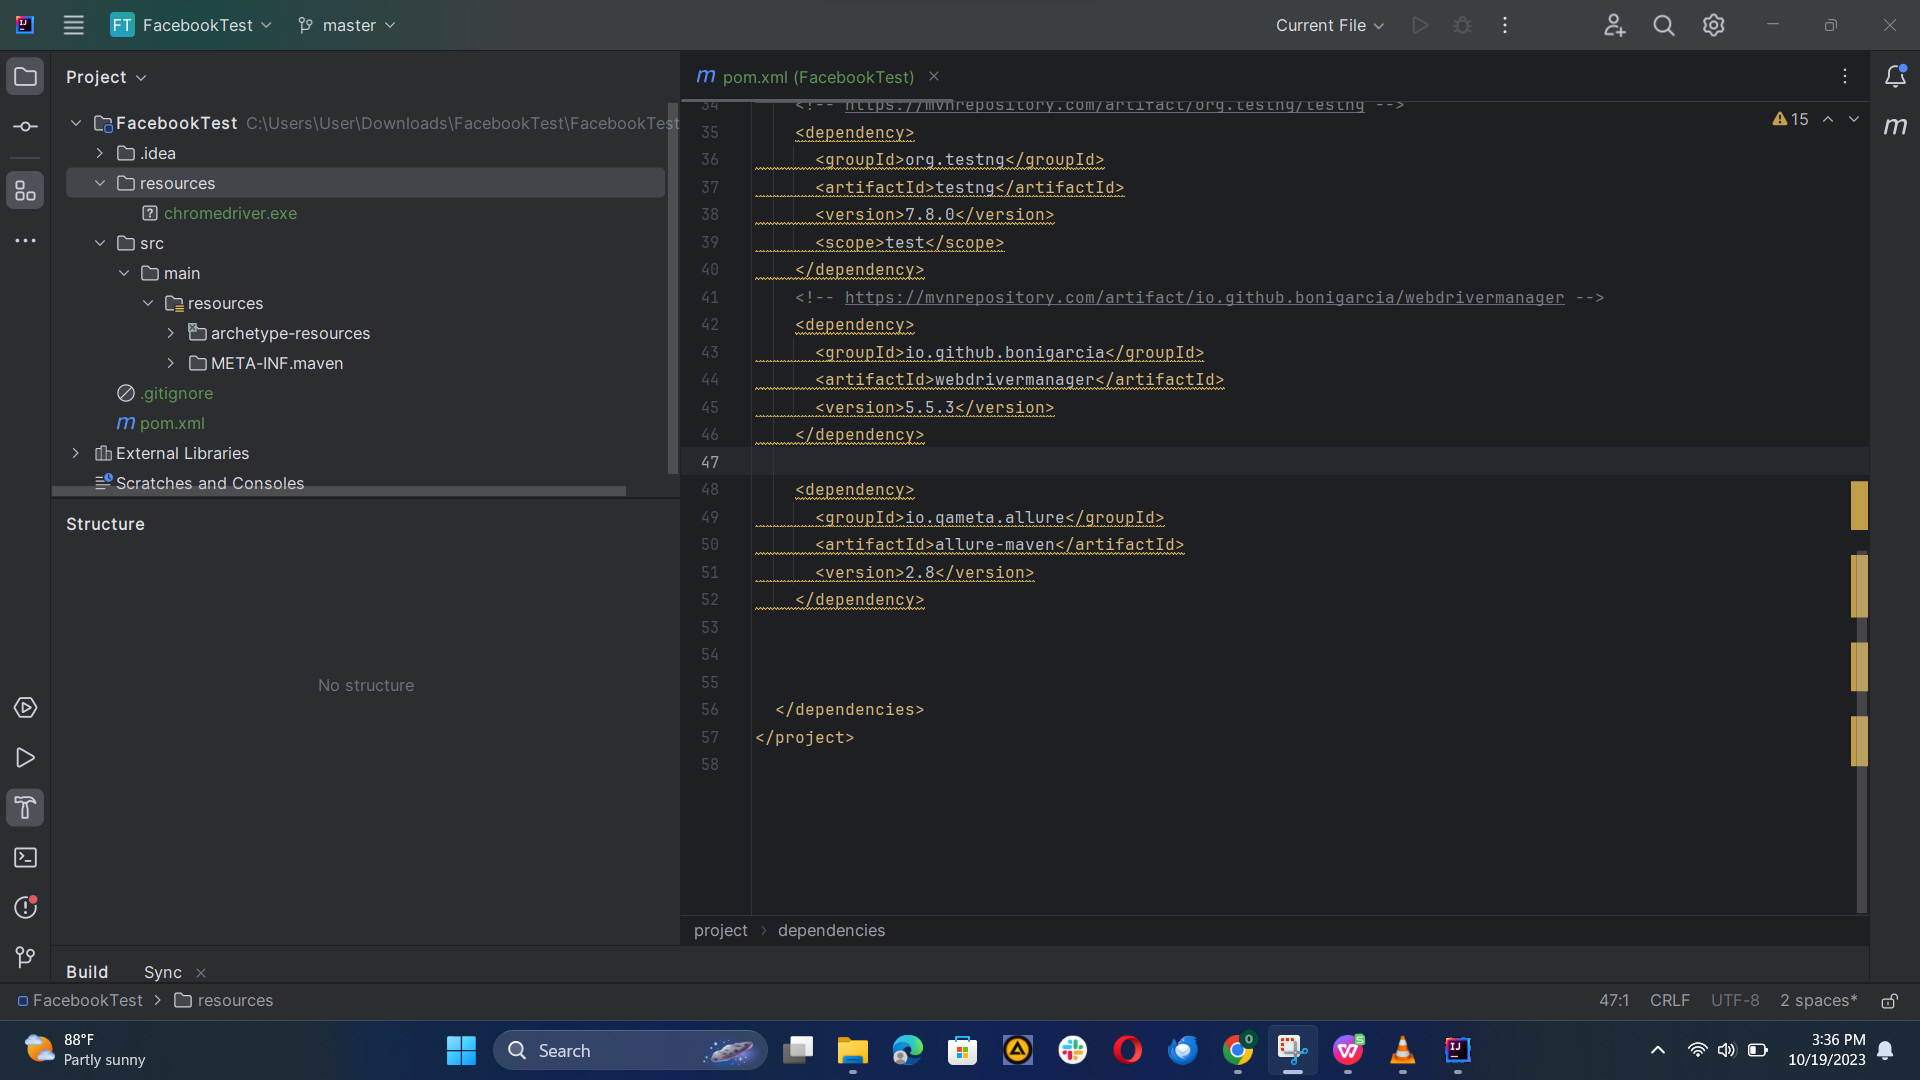 FT FacebookTest master Current File
Project
pom.xml (FacebookTest)
FacebookTest C:\Users\User\Downloads\FacebookTest\FacebookTest
.idea
resources
chromedriver.exe
src
main
resources
archetype-resources
META-INF.maven
.gitignore
pom.xml
External Libraries
Scratches and Consoles
Structure
No structure
15
34 <!-- https://mvnrepository.com/artifact/org.testng/testng -->
35 <dependency>
36 <groupId>org.testng</groupId>
37 <artifactId>testng</artifactId>
38 <version>7.8.0</version>
39 <scope>test</scope>
40 </dependency>
41 <!-- https://mvnrepository.com/artifact/io.github.bonigarcia/webdrivermanager -->
42 <dependency>
43 <groupId>io.github.bonigarcia</groupId>
44 <artifactId>webdrivermanager</artifactId>
45 <version>5.5.3</version>
46 </dependency>
47
48 <dependency>
49 <groupId>io.qameta.allure</groupId>
50 <artifactId>allure-maven</artifactId>
51 <version>2.8</version>
52 </dependency>
53
54
55
56 </dependencies>
57 </project>
58
project > dependencies
Build Sync
FacebookTest > resources 47:1 CRLF UTF-8 2 spaces*
88°F
Partly sunny
Search
3:36 PM
10/19/2023